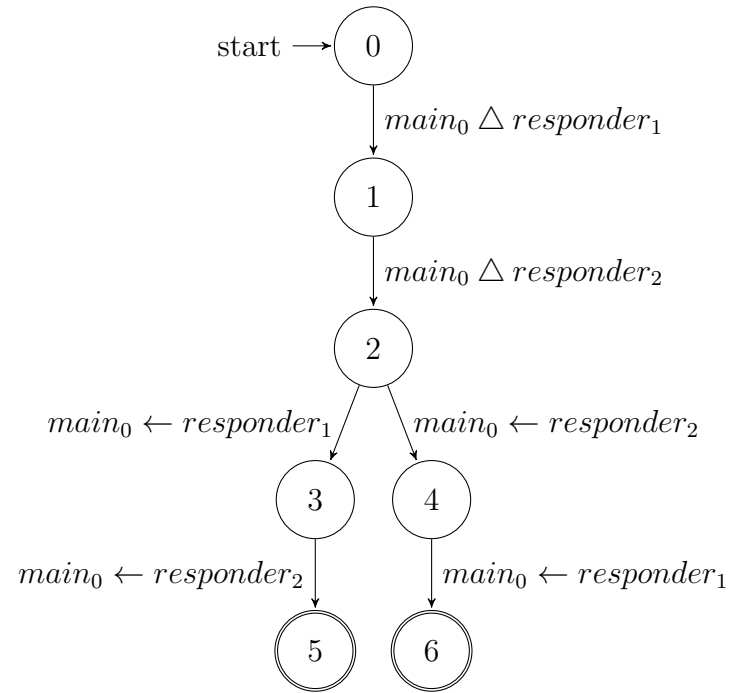 start
0
main₀ △ responder₁
1
main₀ △ responder₂
2
main₀ ← responder₁
main₀ ← responder₂
3
4
main₀ ← responder₂
main₀ ← responder₁
5
6